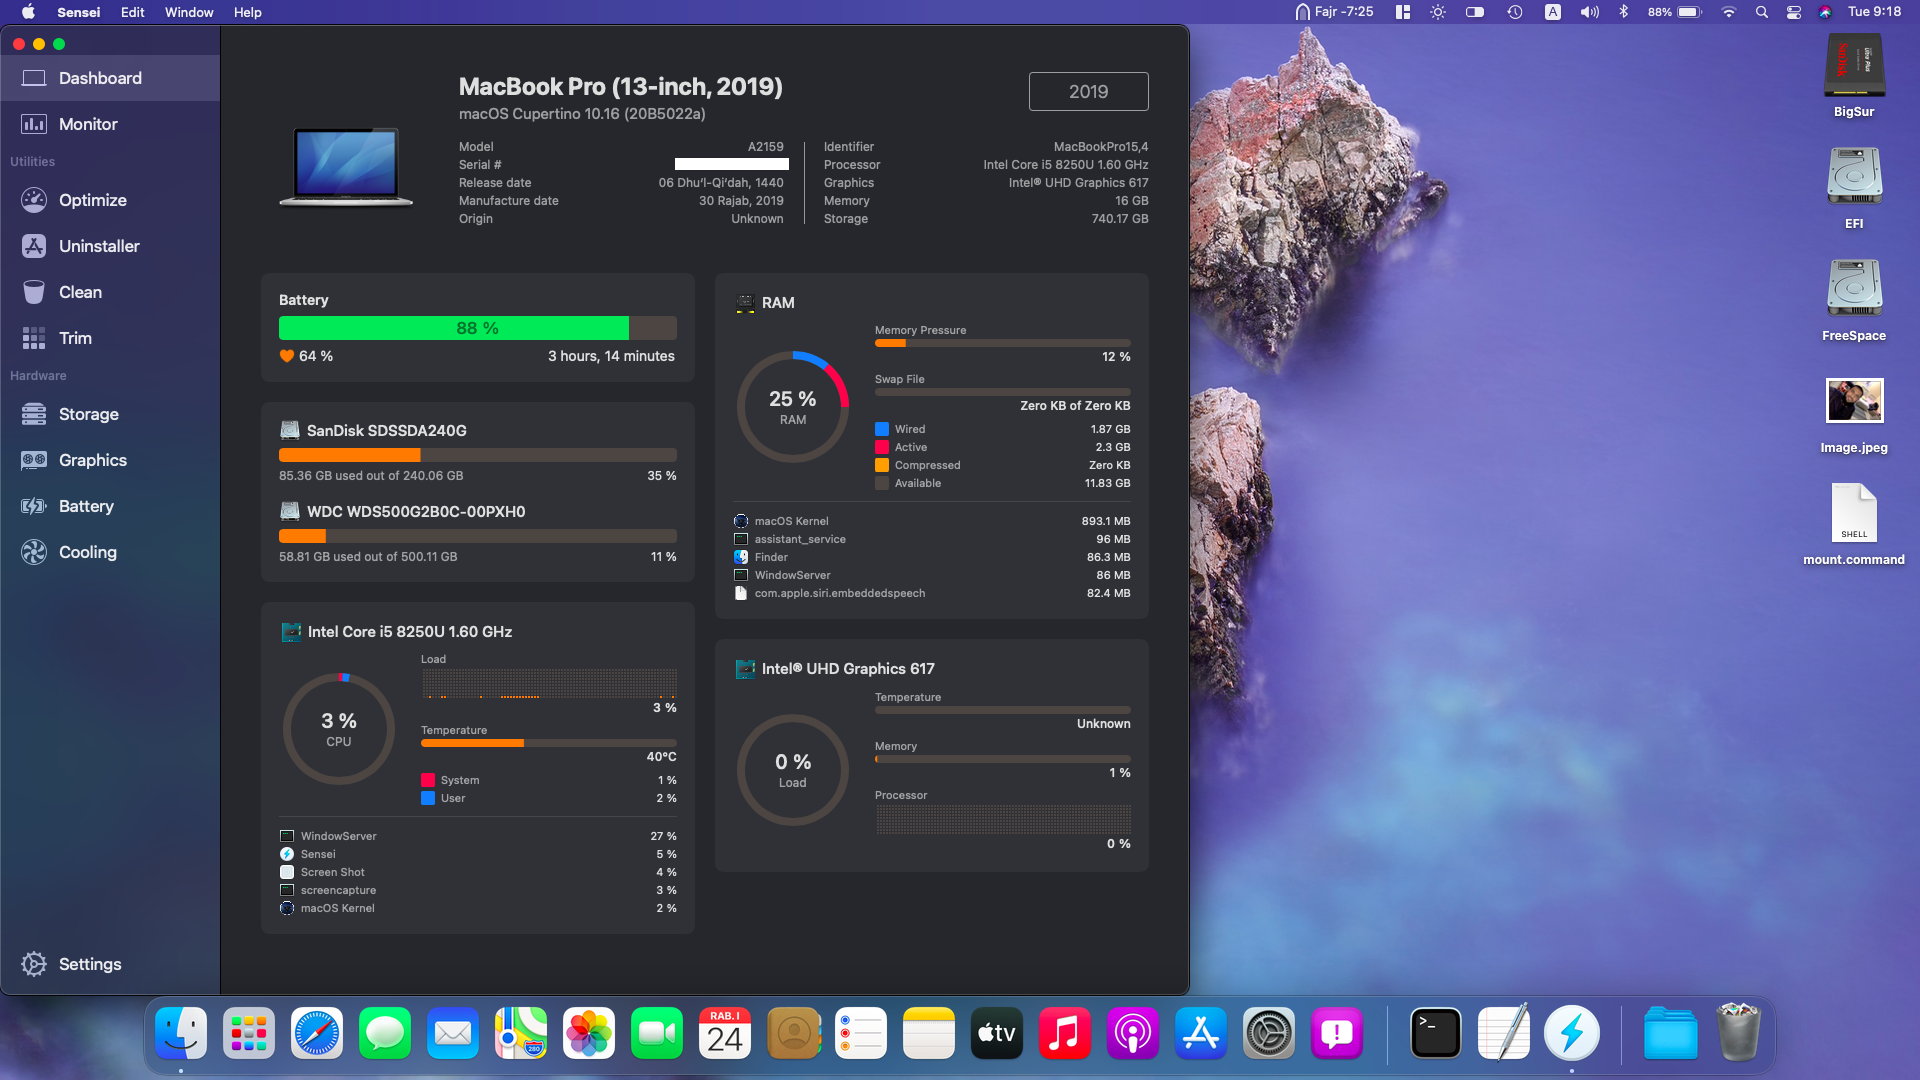 Sensei Edit Window Help
Fajr -7:25 A 88% Tue 9:18
Dashboard
Monitor
Utilities
Optimize
Uninstaller
Clean
Trim
Hardware
Storage
Graphics
Battery
Cooling
Settings
MacBook Pro (13-inch, 2019)
macOS Cupertino 10.16 (20B5022a)
2019
Model A2159
Serial #
Release date 06 Dhuʻl-Qiʻdah, 1440
Manufacture date 30 Rajab, 2019
Origin Unknown
Identifier MacBookPro15,4
Processor Intel Core i5 8250U 1.60 GHz
Graphics Intel® UHD Graphics 617
Memory 16 GB
Storage 740.17 GB
Battery
88 %
64 % 3 hours, 14 minutes
SanDisk SDSSDA240G
85.36 GB used out of 240.06 GB 35 %
WDC WDS500G2B0C-00PXH0
58.81 GB used out of 500.11 GB 11 %
Intel Core i5 8250U 1.60 GHz
3 %
CPU
Load
3 %
Temperature
40°C
System 1 %
User 2 %
WindowServer 27 %
Sensei 5 %
Screen Shot 4 %
screencapture 3 %
macOS Kernel 2 %
RAM
25 %
RAM
Memory Pressure
12 %
Swap File
Zero KB of Zero KB
Wired 1.87 GB
Active 2.3 GB
Compressed Zero KB
Available 11.83 GB
macOS Kernel 893.1 MB
assistant_service 96 MB
Finder 86.3 MB
WindowServer 86 MB
com.apple.siri.embeddedspeech 82.4 MB
Intel® UHD Graphics 617
0 %
Load
Temperature
Unknown
Memory
1 %
Processor
0 %
SanDisk
Ultra Plus
BigSur
EFI
FreeSpace
Image.jpeg
SHELL
mount.command
280
RAB. I
24
tv
>_